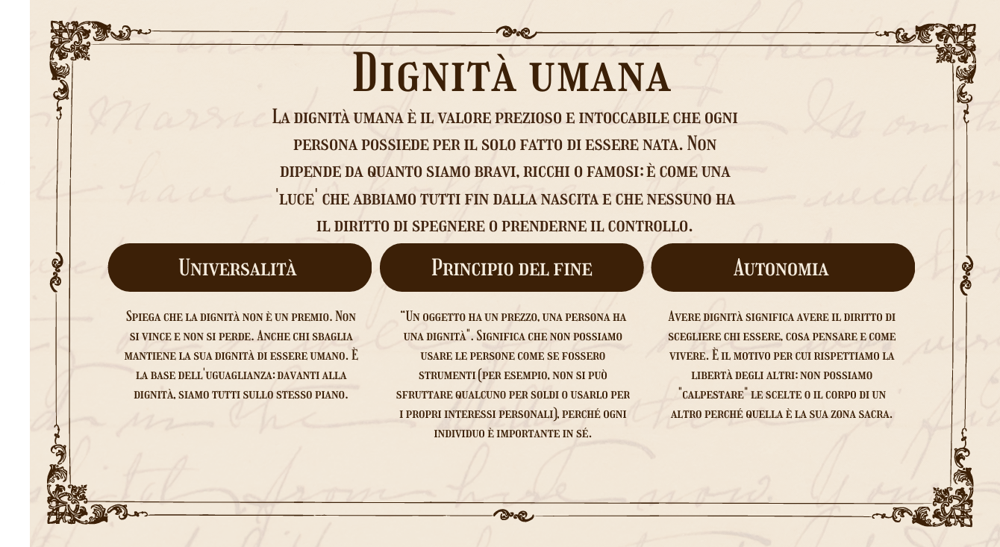 Dignità umana
La dignità umana è il valore prezioso e intoccabile che ogni
persona possiede per il solo fatto di essere nata. Non
dipende da quanto siamo bravi, ricchi o famosi: è come una
'luce' che abbiamo tutti fin dalla nascita e che nessuno ha
il diritto di spegnere o prenderne il controllo.
Universalità
Spiega che la dignità non è un premio. Non
si vince e non si perde. Anche chi sbaglia
mantiene la sua dignità di essere umano. È
la base dell'uguaglianza: davanti alla
dignità, siamo tutti sullo stesso piano.
Principio del fine
"Un oggetto ha un prezzo, una persona ha
una dignità". Significa che non possiamo
usare le persone come se fossero
strumenti (per esempio, non si può
sfruttare qualcuno per soldi o usarlo per
i propri interessi personali), perché ogni
individuo è importante in sé.
Autonomia
Avere dignità significa avere il diritto di
scegliere chi essere, cosa pensare e come
vivere. È il motivo per cui rispettiamo la
libertà degli altri: non possiamo
"calpestare" le scelte o il corpo di un
altro perché quella è la sua zona sacra.